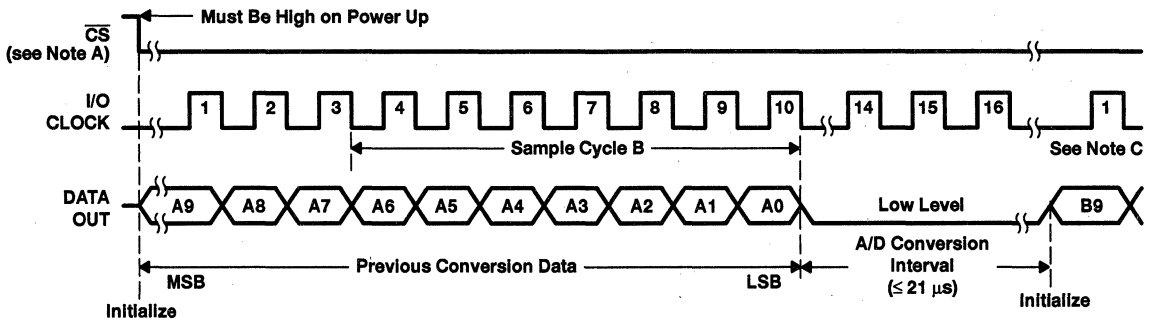 Must Be High on Power Up
CS
(see Note A)
I/O
CLOCK
1 2 3 4 5 6 7 8 9 10 14 15 16 1
Sample Cycle B
See Note C
DATA
OUT
A9 A8 A7 A6 A5 A4 A3 A2 A1 A0 Low Level B9
A/D Conversion
Interval
(≤ 21 μs)
Previous Conversion Data
MSB
LSB
Initialize
Initialize